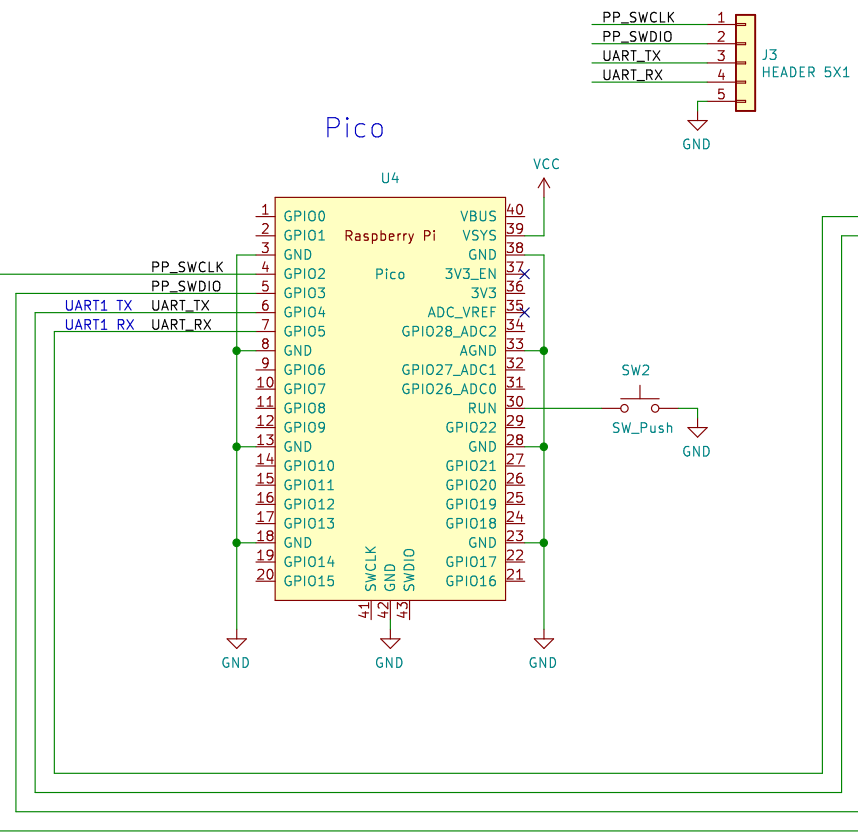 PP_SWCLK 1
PP_SWDIO 2
UART_TX 3
UART_RX 4
5
J3
HEADER 5X1
GND
Pico
VCC
U4
Raspberry Pi
Pico
1 GPIO0
2 GPIO1
3 GND
PP_SWCLK 4 GPIO2
PP_SWDIO 5 GPIO3
UART1 TX UART_TX 6 GPIO4
UART1 RX UART_RX 7 GPIO5
8 GND
9 GPIO6
10 GPIO7
11 GPIO8
12 GPIO9
13 GND
14 GPIO10
15 GPIO11
16 GPIO12
17 GPIO13
18 GND
19 GPIO14
20 GPIO15
VBUS 40
VSYS 39
GND 38
3V3_EN 37
3V3 36
ADC_VREF 35
GPIO28_ADC2 34
AGND 33
GPIO27_ADC1 32
GPIO26_ADC0 31
RUN 30
GPIO22 29
GND 28
GPIO21 27
GPIO20 26
GPIO19 25
GPIO18 24
GND 23
GPIO17 22
GPIO16 21
SWCLK 41
GND 42
SWDIO 43
SW2
SW_Push
GND
GND
GND
GND